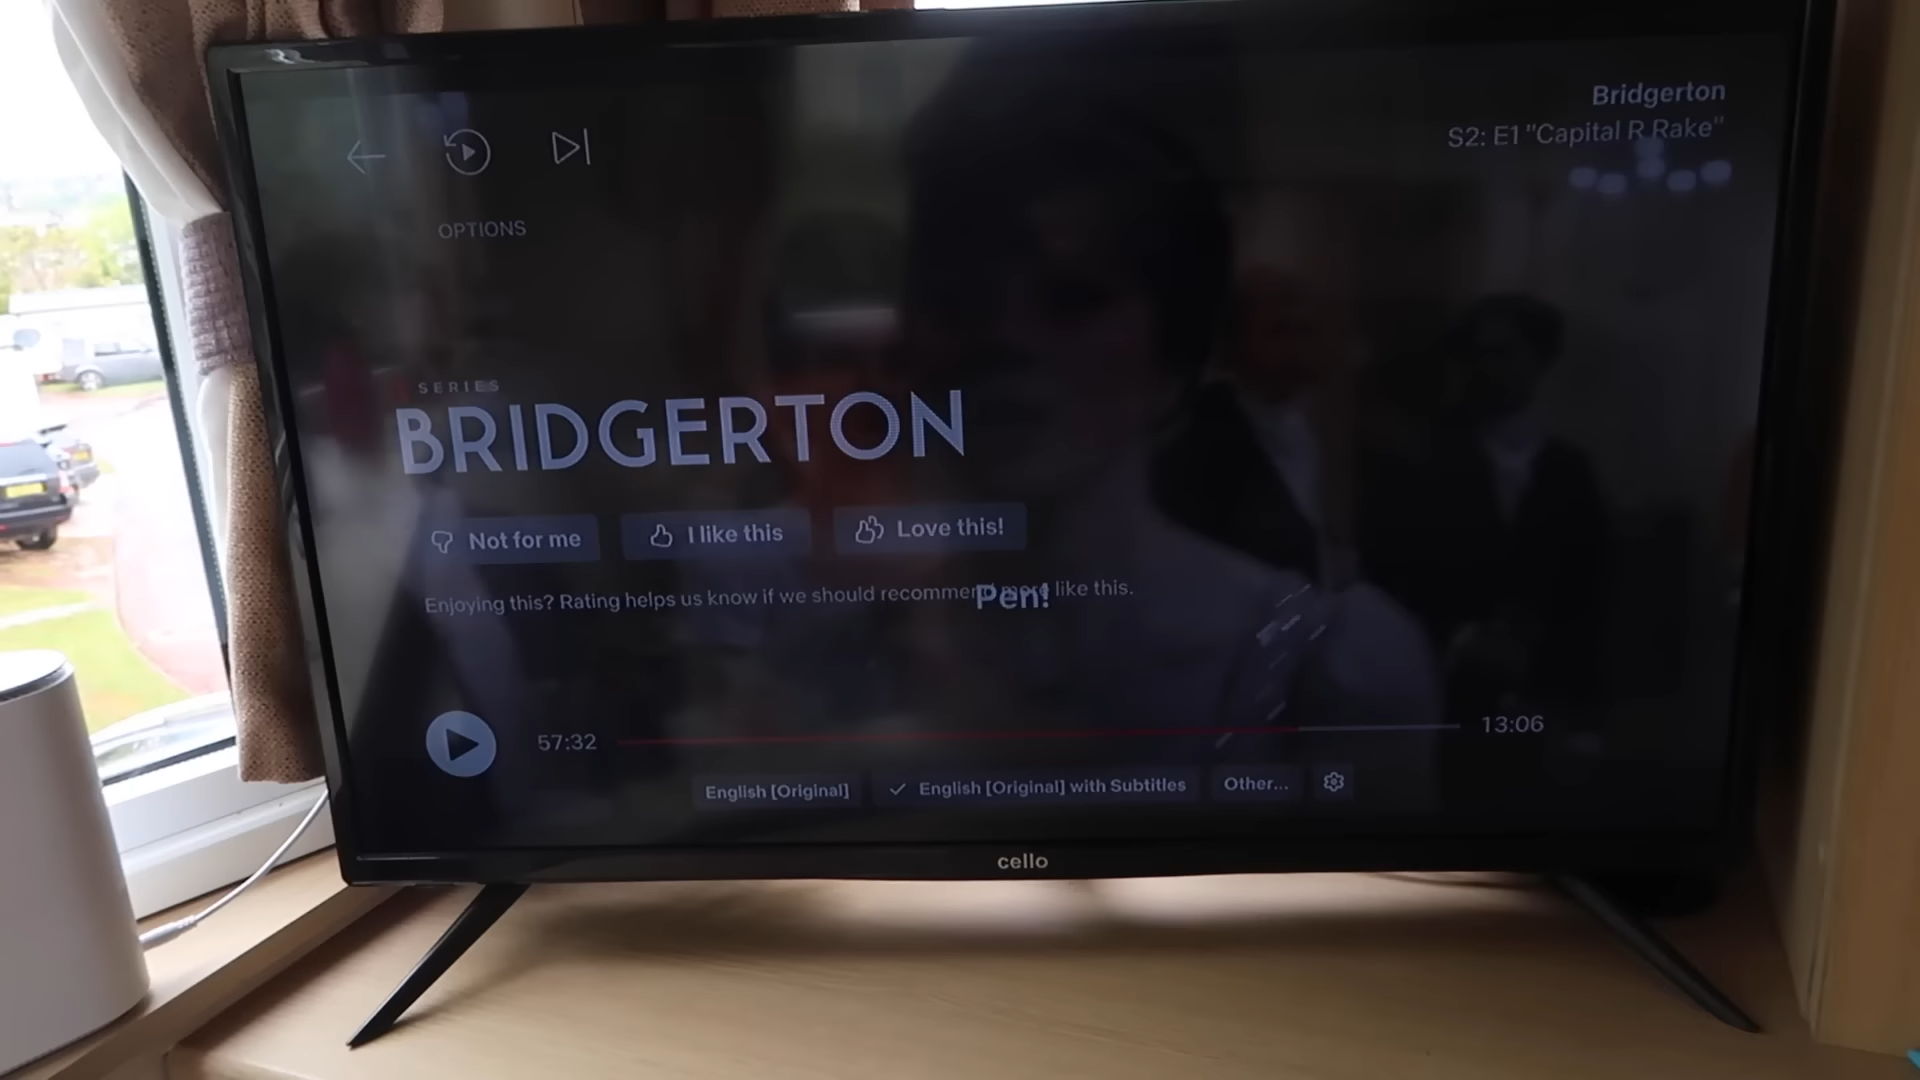 Bridgerton
S2: E1 "Capital R Rake"
OPTIONS
SERIES
BRIDGERTON
Not for me
I like this
Love this!
Enjoying this? Rating helps us know if we should recommend more like this.
Pen!
57:32
13:06
English [Original]
English [Original] with Subtitles
Other...
cello